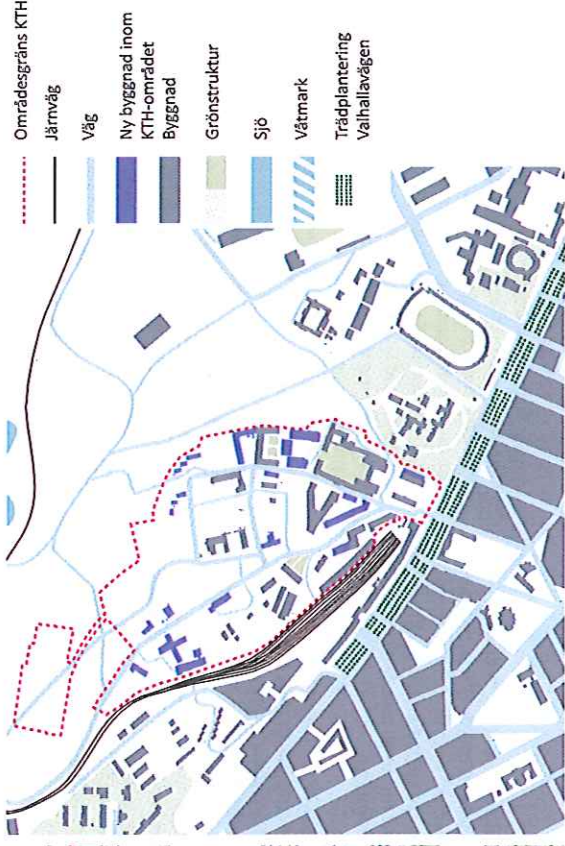 Områdesgräns KTH
Järnväg
Väg
Ny byggnad inom
KTH-området
Byggnad
Grönstruktur
Sjö
Våtmark
Trädplantering
Valhallavägen